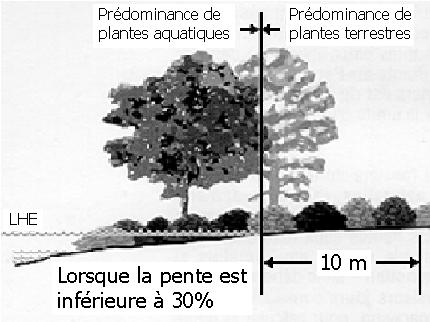 Prédominance de
plantes aquatiques
Prédominance de
plantes terrestres
LHE
10 m
Lorsque la pente est
inférieure à 30%